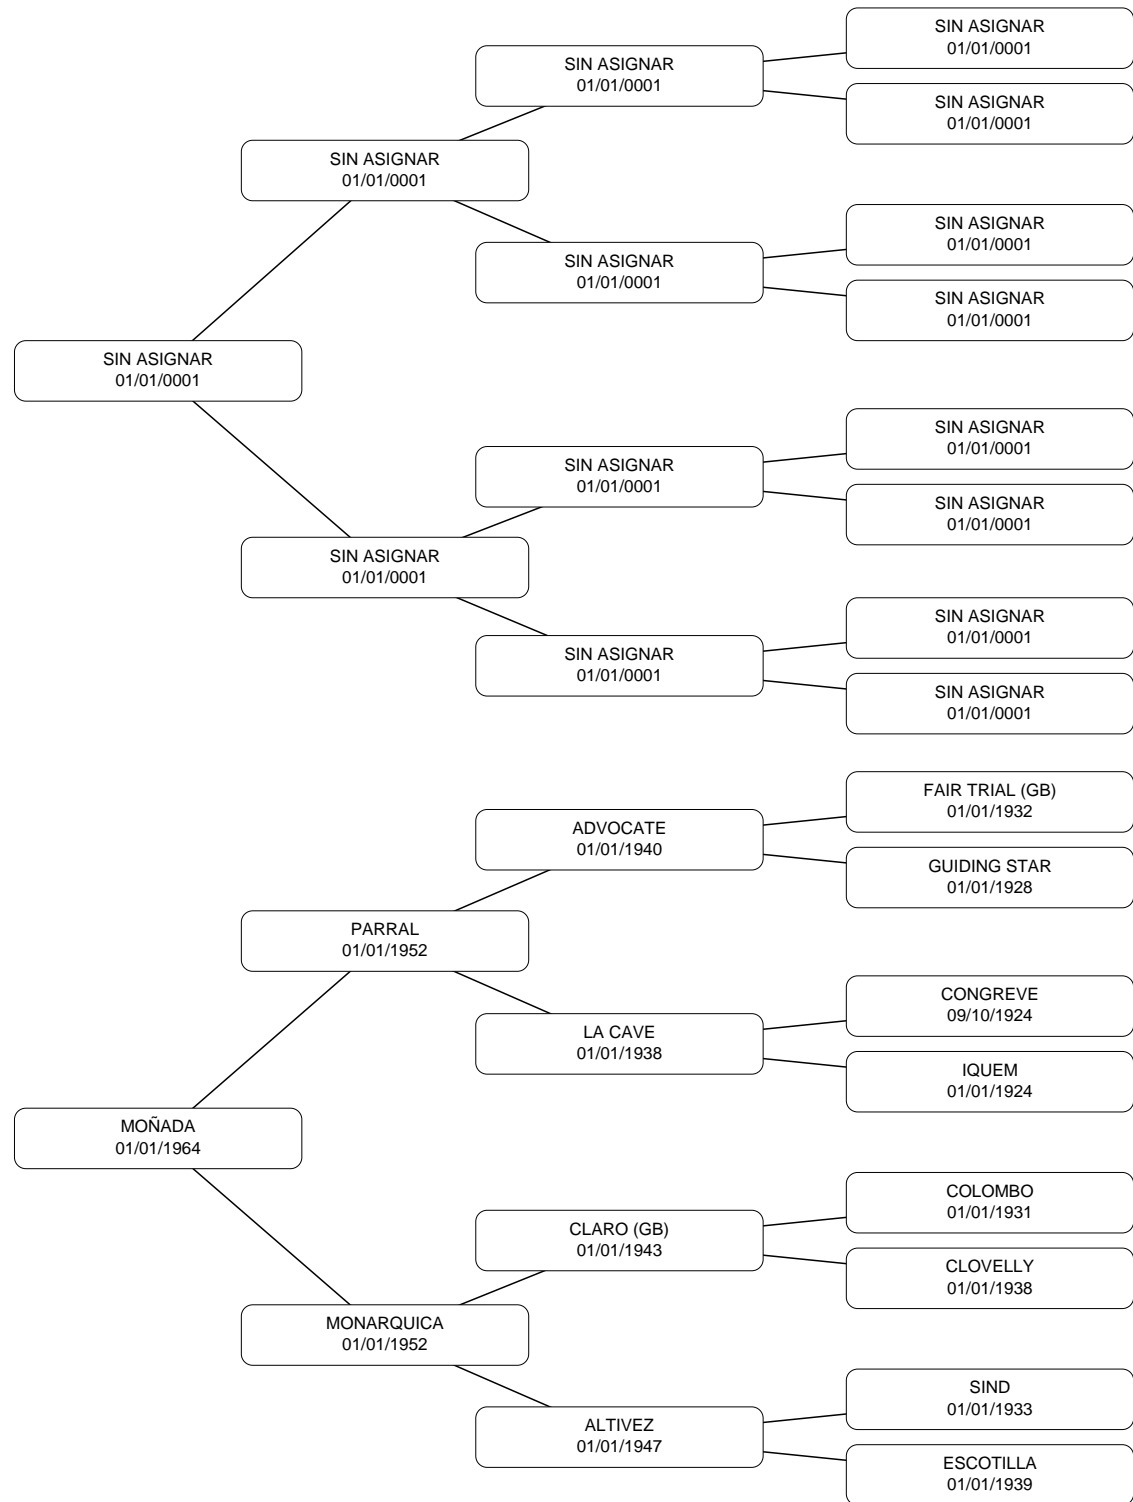 SIN ASIGNAR
01/01/0001
SIN ASIGNAR
01/01/0001
SIN ASIGNAR
01/01/0001
SIN ASIGNAR
01/01/0001
SIN ASIGNAR
01/01/0001
SIN ASIGNAR
01/01/0001
SIN ASIGNAR
01/01/0001
SIN ASIGNAR
01/01/0001
SIN ASIGNAR
01/01/0001
SIN ASIGNAR
01/01/0001
SIN ASIGNAR
01/01/0001
SIN ASIGNAR
01/01/0001
SIN ASIGNAR
01/01/0001
SIN ASIGNAR
01/01/0001
SIN ASIGNAR
01/01/0001
FAIR TRIAL (GB)
01/01/1932
ADVOCATE
01/01/1940
GUIDING STAR
01/01/1928
PARRAL
01/01/1952
CONGREVE
09/10/1924
LA CAVE
01/01/1938
IQUEM
01/01/1924
MOÑADA
01/01/1964
COLOMBO
01/01/1931
CLARO (GB)
01/01/1943
CLOVELLY
01/01/1938
MONARQUICA
01/01/1952
SIND
01/01/1933
ALTIVEZ
01/01/1947
ESCOTILLA
01/01/1939